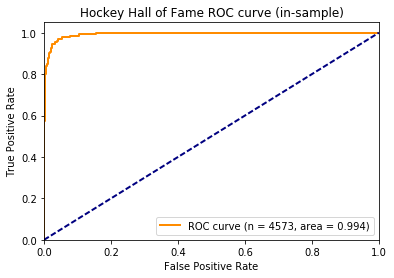 Hockey Hall of Fame ROC curve (in-sample)
True Positive Rate
1.0
0.8
0.6
0.4
0.2
0.0
0.0 0.2 0.4 0.6 0.8 1.0
False Positive Rate
ROC curve (n = 4573, area = 0.994)